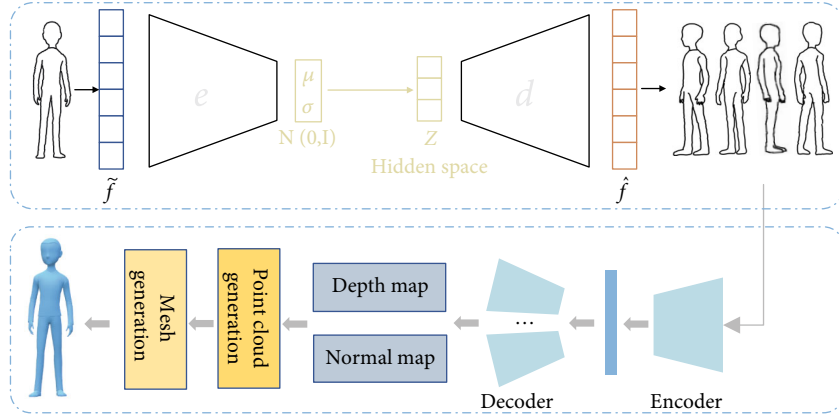 e
μ
σ
N (0,I)
Z
Hidden space
d
f̃
f̂
Mesh
generation
Point cloud
generation
Depth map
Normal map
...
Decoder
Encoder